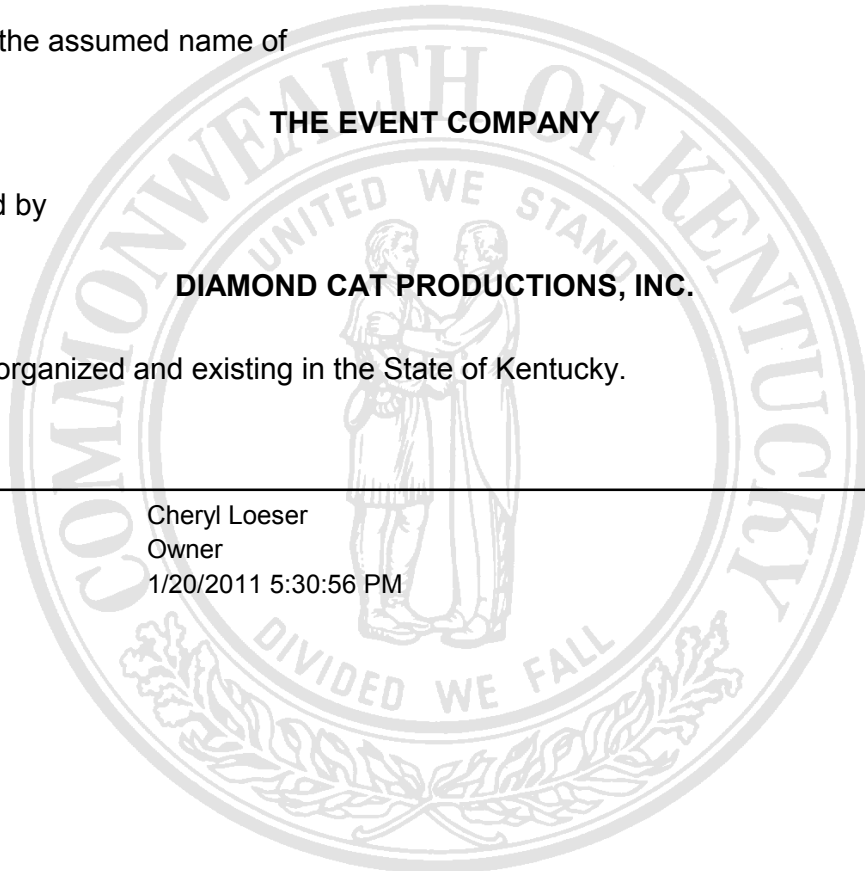 the assumed name of
THE EVENT COMPANY
d by
DIAMOND CAT PRODUCTIONS, INC.
organized and existing in the State of Kentucky.
Cheryl Loeser
Owner
1/20/2011 5:30:56 PM
COMMONWEALTH OF KENTUCKY
UNITED WE STAND
DIVIDED WE FALL